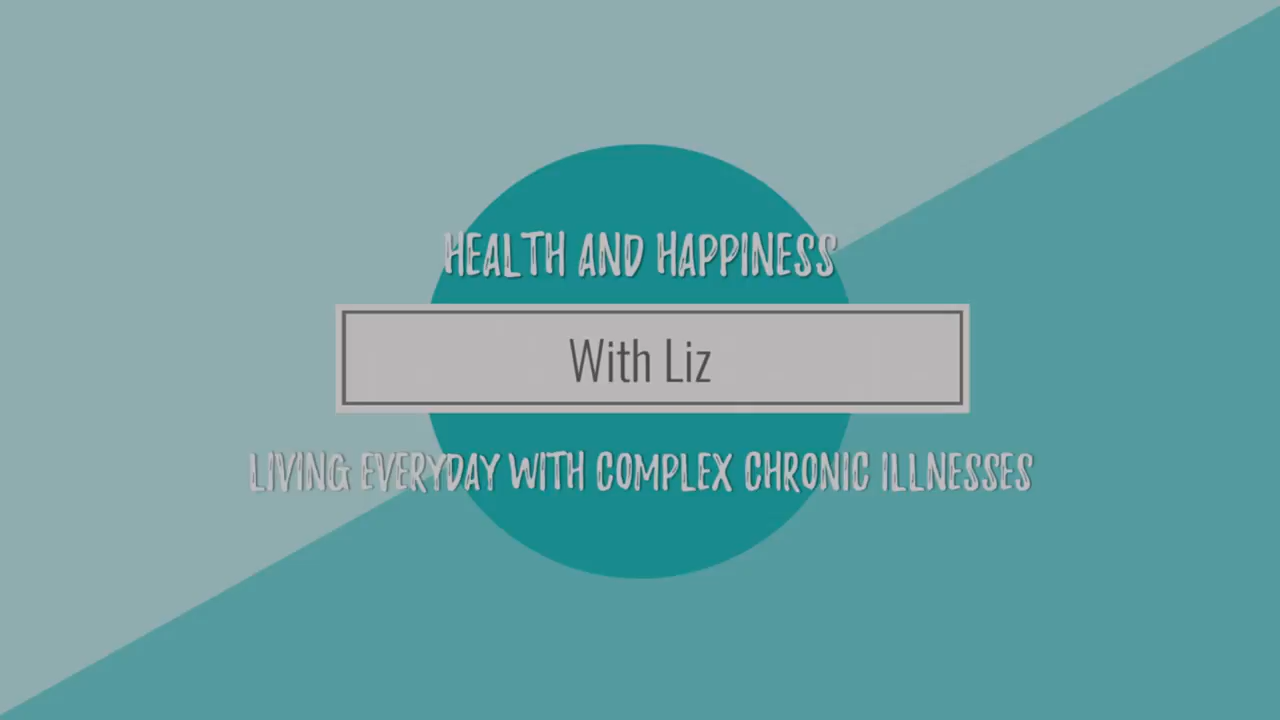 HEALTH AND HAPPINESS
With Liz
LIVING EVERYDAY WITH COMPLEX CHRONIC ILLNESSES